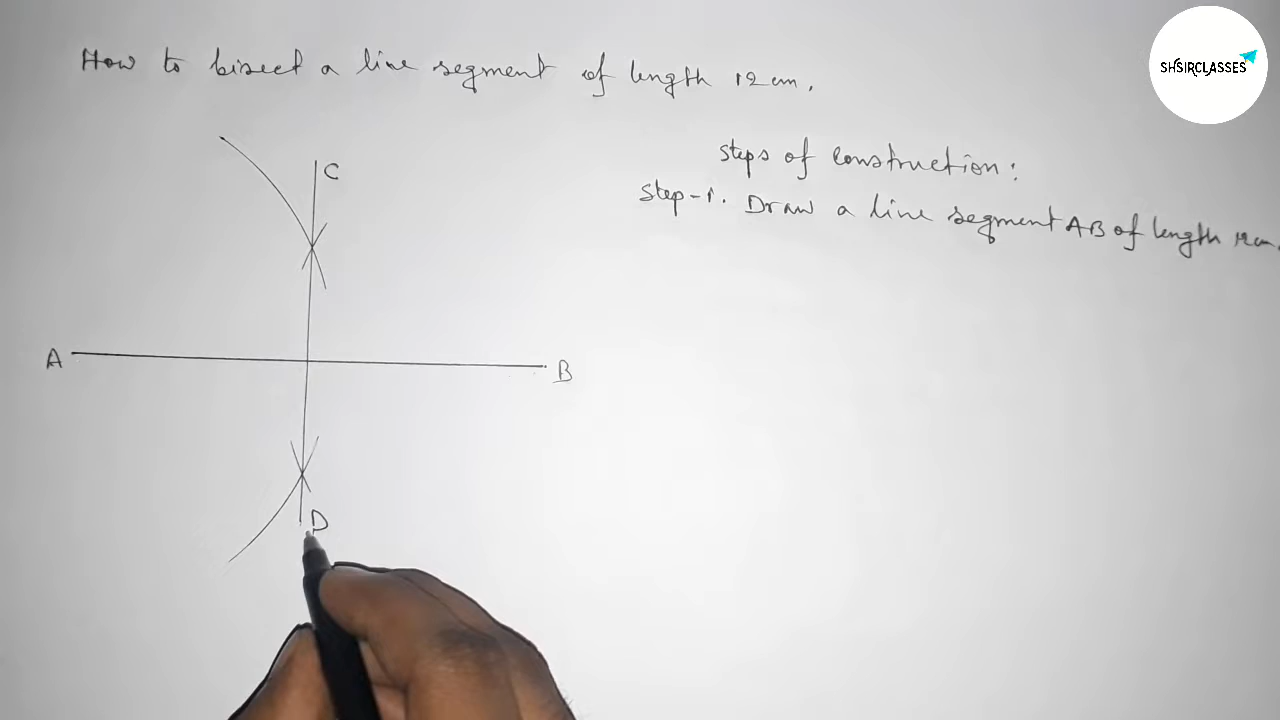 How to bisect a line segment of length 12 cm.
SHSIRCLASSES
steps of construction:
Step-1. Draw a line segment AB of length 12cm.
C
A
B
D